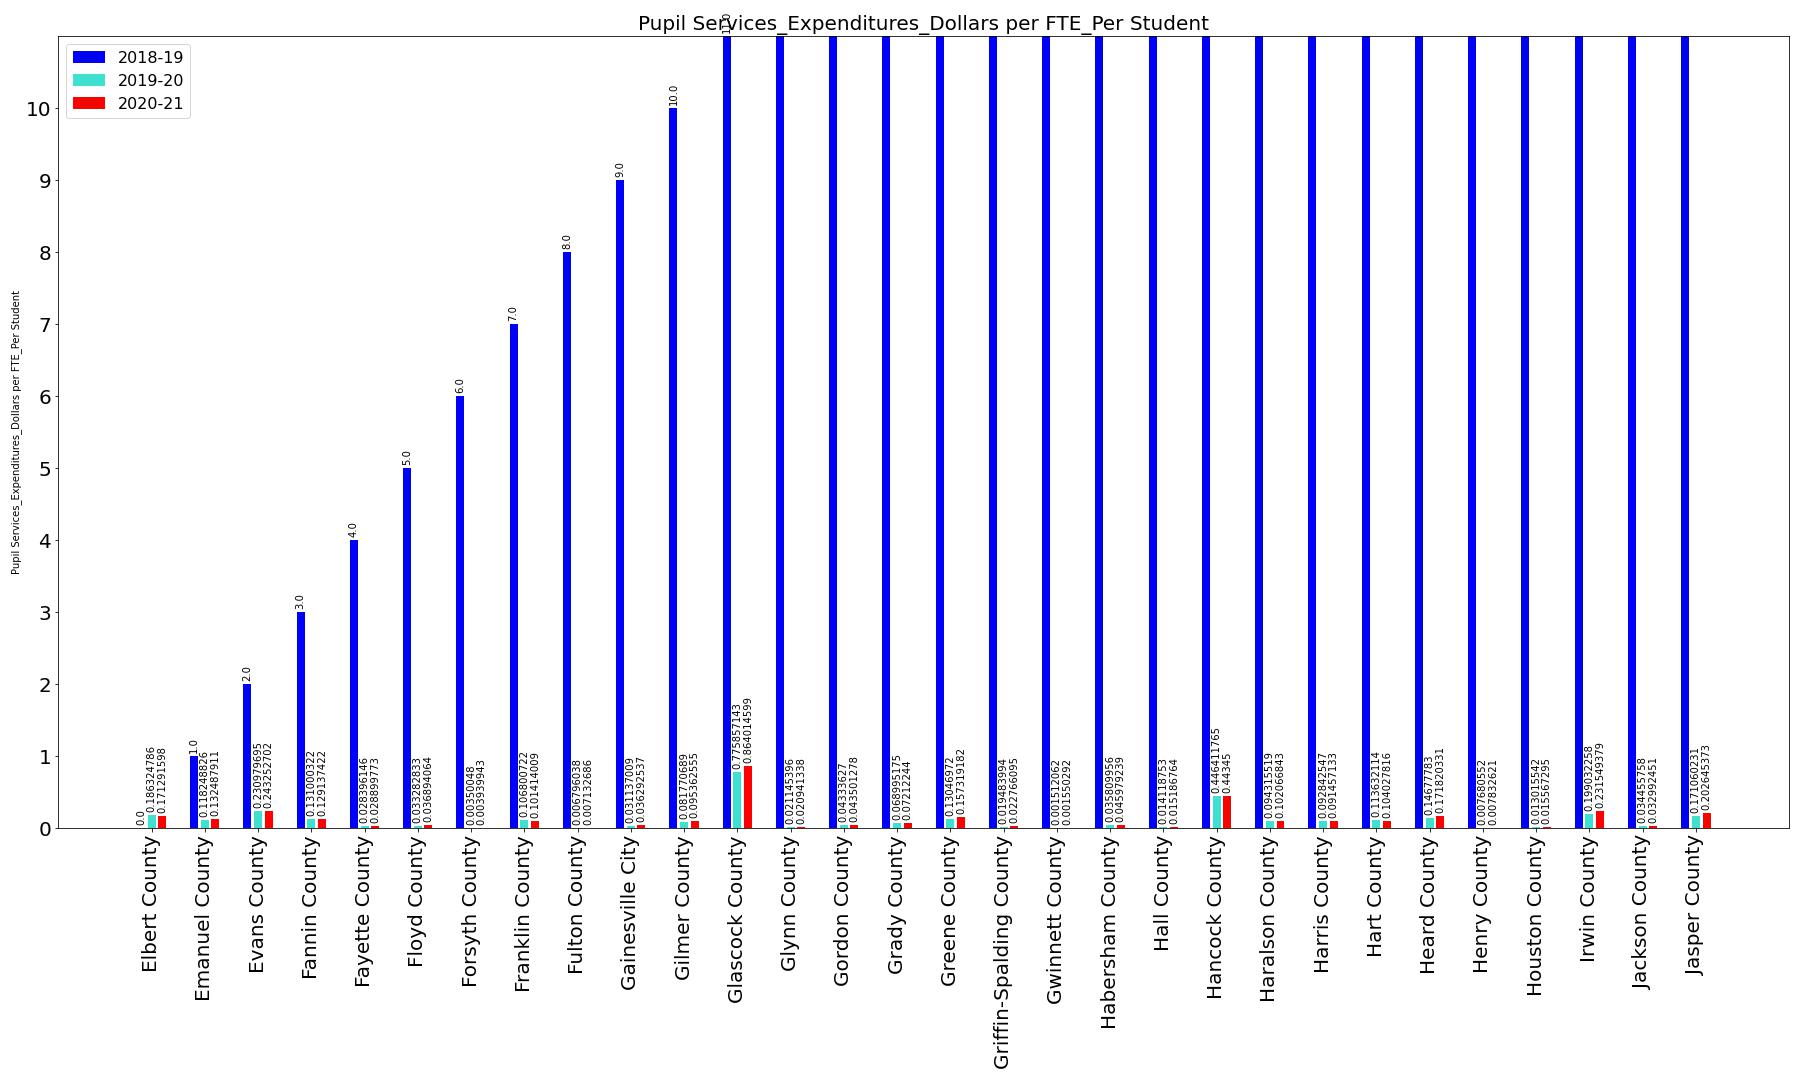 Pupil Services_Expenditures_Dollars per FTE_Per Student
2018-19
2019-20
2020-21
Pupil Services_Expenditures_Dollars per FTE_Per Student
10
9
8
7
6
5
4
3
2
1
0
0.0
0.186324786
0.171291598
1.0
0.118248826
0.132487911
2.0
0.230979695
0.243252702
3.0
0.131000322
0.129137422
4.0
0.028396146
0.028899773
5.0
0.033282833
0.036894064
6.0
0.00350048
0.003939943
7.0
0.106800722
0.101414009
8.0
0.006796038
0.007132686
9.0
0.031137009
0.036292537
10.0
0.081770689
0.095362555
11.0
0.775857143
0.864014599
0.021145396
0.020941338
0.04333627
0.043501278
0.068995175
0.07212244
0.13046972
0.157319182
0.019483994
0.022766095
0.001512062
0.001550292
0.035809956
0.045979239
0.014118753
0.015186764
0.446411765
0.44345
0.094315519
0.102066843
0.092842547
0.091457133
0.113632114
0.104027816
0.14677783
0.171820331
0.007680552
0.007832621
0.013015542
0.015567295
0.199032258
0.231549379
0.034455758
0.032992451
0.171060231
0.202645373
Elbert County
Emanuel County
Evans County
Fannin County
Fayette County
Floyd County
Forsyth County
Franklin County
Fulton County
Gainesville City
Gilmer County
Glascock County
Glynn County
Gordon County
Grady County
Greene County
Griffin-Spalding County
Gwinnett County
Habersham County
Hall County
Hancock County
Haralson County
Harris County
Hart County
Heard County
Henry County
Houston County
Irwin County
Jackson County
Jasper County